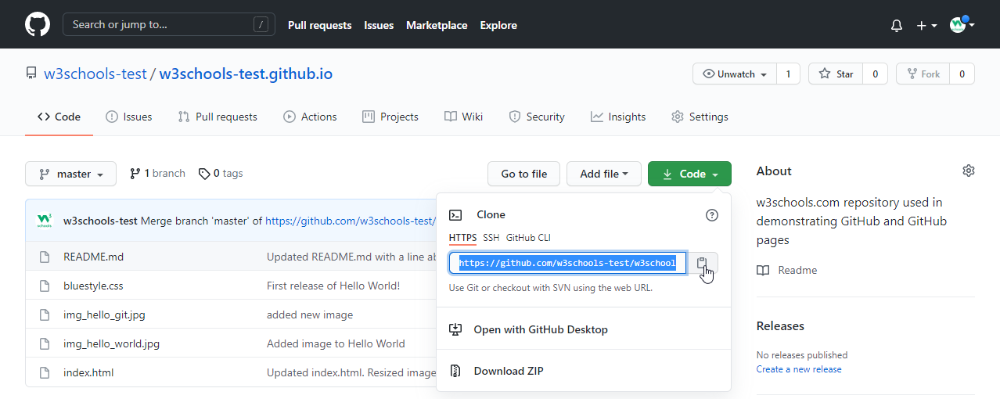 Search or jump to... / Pull requests Issues Marketplace Explore
w3schools-test / w3schools-test.github.io Unwatch 1 Star 0 Fork 0
Code Issues Pull requests Actions Projects Wiki Security Insights Settings
master 1 branch 0 tags Go to file Add file Code
w3schools-test Merge branch 'master' of https://github.com/w3schools-test/
README.md Updated README.md with a line ab
bluestyle.css First release of Hello World!
img_hello_git.jpg added new image
img_hello_world.jpg Added image to Hello World
index.html Updated index.html. Resized image
Clone
HTTPS SSH GitHub CLI
https://github.com/w3schools-test/w3school
Use Git or checkout with SVN using the web URL.
Open with GitHub Desktop
Download ZIP
About
w3schools.com repository used in
demonstrating GitHub and GitHub
pages
Readme
Releases
No releases published
Create a new release